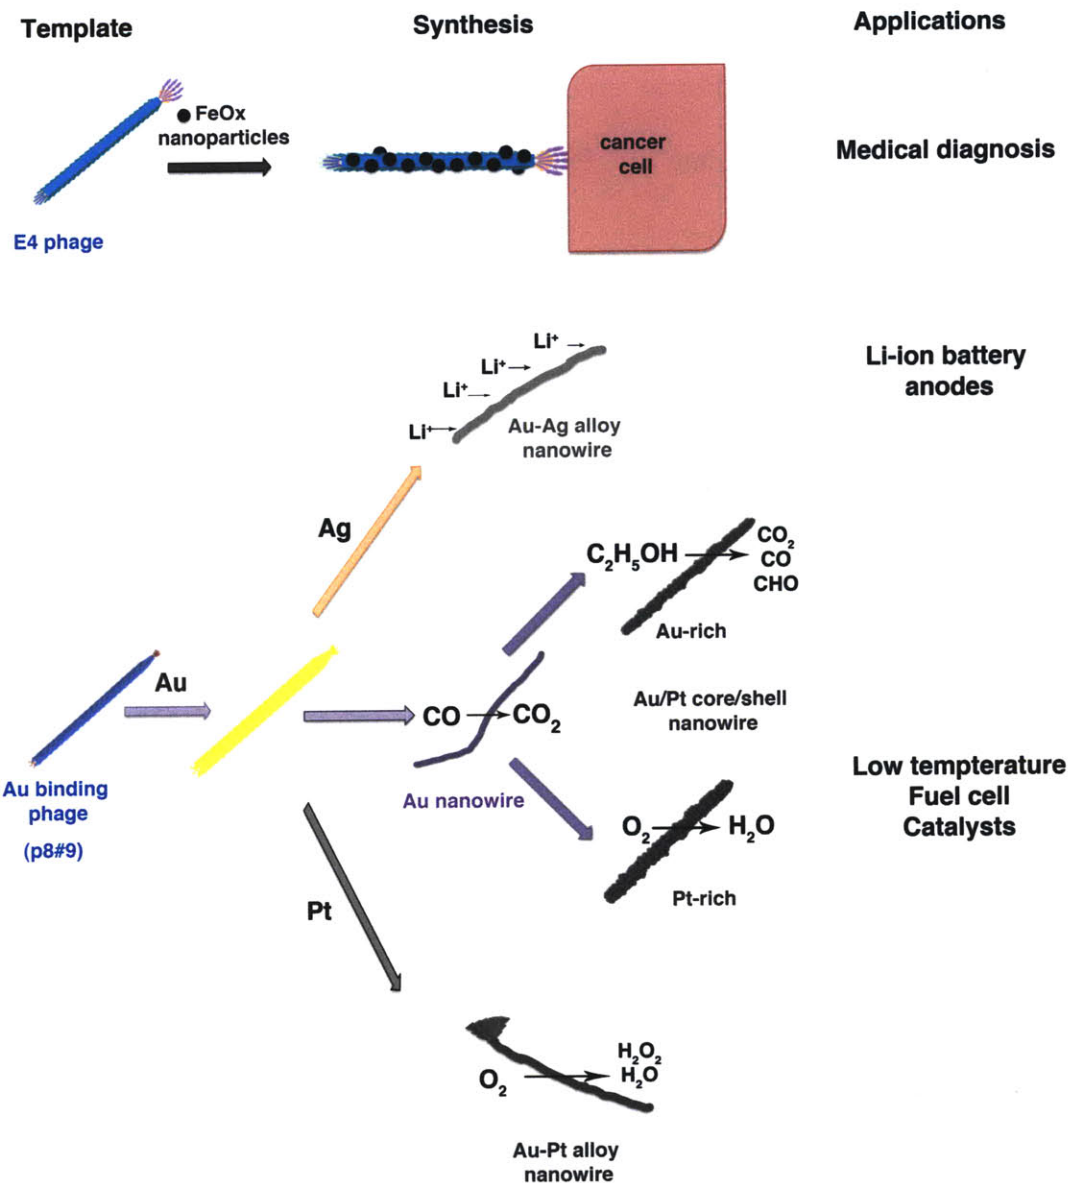 Template
Synthesis
Applications
FeOx
nanoparticles
cancer
cell
Medical diagnosis
E4 phage
Li⁺
Li⁺
Li⁺
Li⁺
Au-Ag alloy
nanowire
Li-ion battery
anodes
Ag
C₂H₅OH
CO₂
CO
CHO
Au-rich
Au
Au/Pt core/shell
nanowire
CO
CO₂
Au nanowire
Au binding
phage
(p8#9)
Low tempterature
Fuel cell
Catalysts
O₂
H₂O
Pt-rich
Pt
O₂
H₂O₂
H₂O
Au-Pt alloy
nanowire